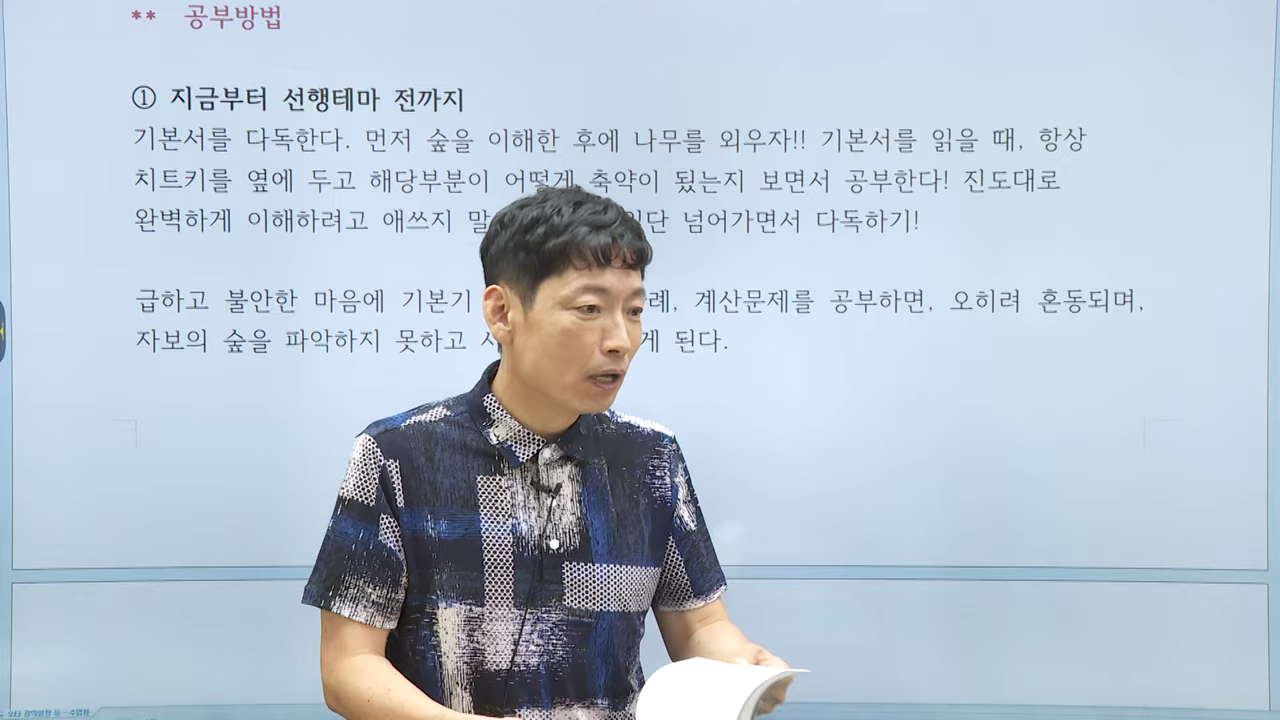 ** 공부방법
① 지금부터 선행테마 전까지
기본서를 다독한다. 먼저 숲을 이해한 후에 나무를 외우자!! 기본서를 읽을 때, 항상
치트키를 옆에 두고 해당부분이 어떻게 축약이 됬는지 보면서 공부한다! 진도대로
완벽하게 이해하려고 애쓰지 말 넘어가면서 다독하기!
급하고 불안한 마음에 기본기 계산문제를 공부하면, 오히려 혼동되며,
자보의 숲을 파악하지 못하고 된다.